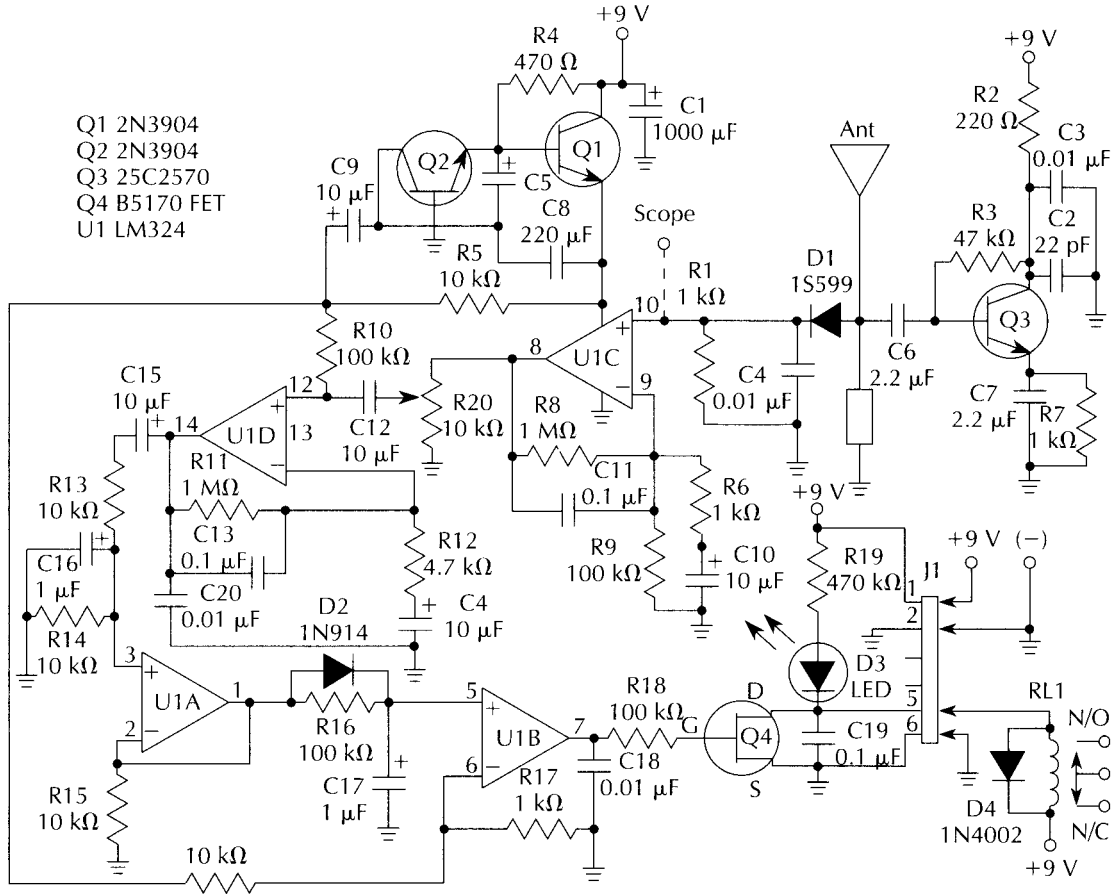 +9 V
R4
470 Ω
+
C1
1000 µF
Q1 2N3904
Q2 2N3904
Q3 25C2570
Q4 B5170 FET
U1 LM324
C9
10 µF
+
Q2
+
C5
Q1
C8
220 µF
R5
10 kΩ
Scope
R1
1 kΩ
Ant
D1
1S599
+9 V
R2
220 Ω
C3
0.01 µF
R3
47 kΩ
C2
22 pF
Q3
C6
2.2 µF
C7
2.2 µF
R7
1 kΩ
R10
100 kΩ
10
+
8
U1C
−
9
C4
0.01 µF
C15
10 µF
+
14
12
+
U1D
13
−
C12
10 µF
R20
10 kΩ
R8
1 MΩ
C11
0.1 µF
R6
1 kΩ
R9
100 kΩ
+
C10
10 µF
R13
10 kΩ
R11
1 MΩ
C13
0.1 µF
C20
0.01 µF
R12
4.7 kΩ
+
C4
10 µF
C16
+
1 µF
R14
10 kΩ
D2
1N914
3
+
U1A
1
2
−
R16
100 kΩ
+
C17
1 µF
R15
10 kΩ
5
+
U1B
7
6
−
R17
1 kΩ
R18
100 kΩ
C18
0.01 µF
G
D
Q4
S
+9 V
R19
470 kΩ
D3
LED
C19
0.1 µF
J1
1
2
5
6
+9 V
(-)
RL1
N/O
N/C
D4
1N4002
+9 V
10 kΩ